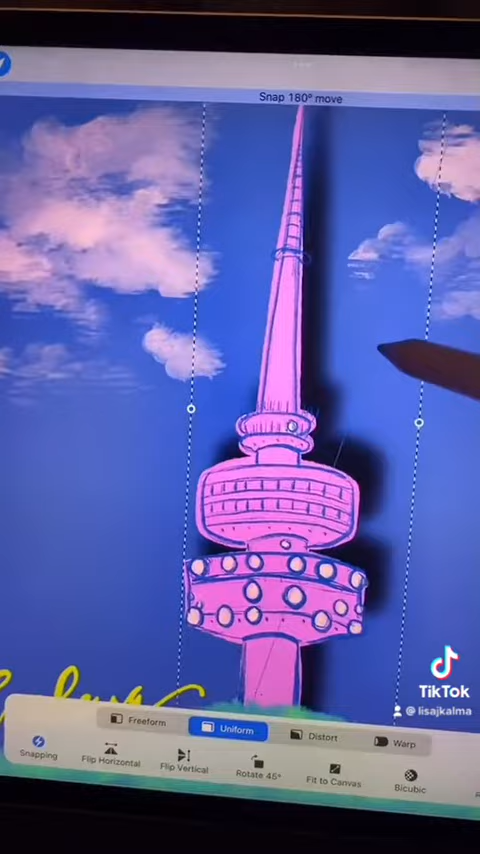 Snap 180° move
Freeform
Uniform
Distort
Warp
Snapping
Flip Horizontal
Flip Vertical
Rotate 45°
Fit to Canvas
Bicubic
TikTok
@ lisajkalma